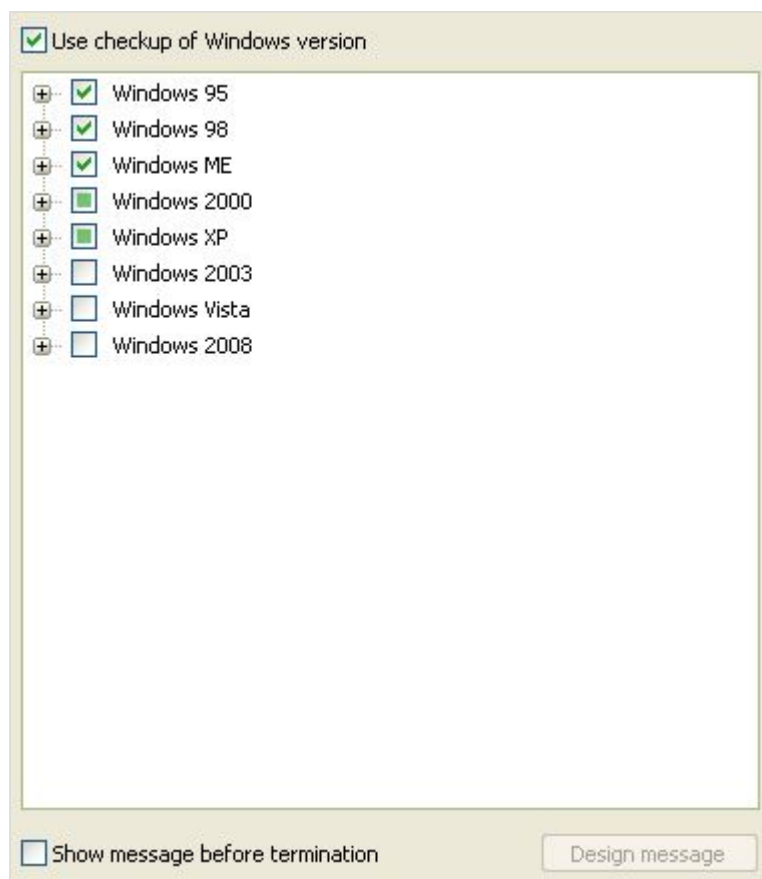 Use checkup of Windows version
Windows 95
Windows 98
Windows ME
Windows 2000
Windows XP
Windows 2003
Windows Vista
Windows 2008
Show message before termination
Design message